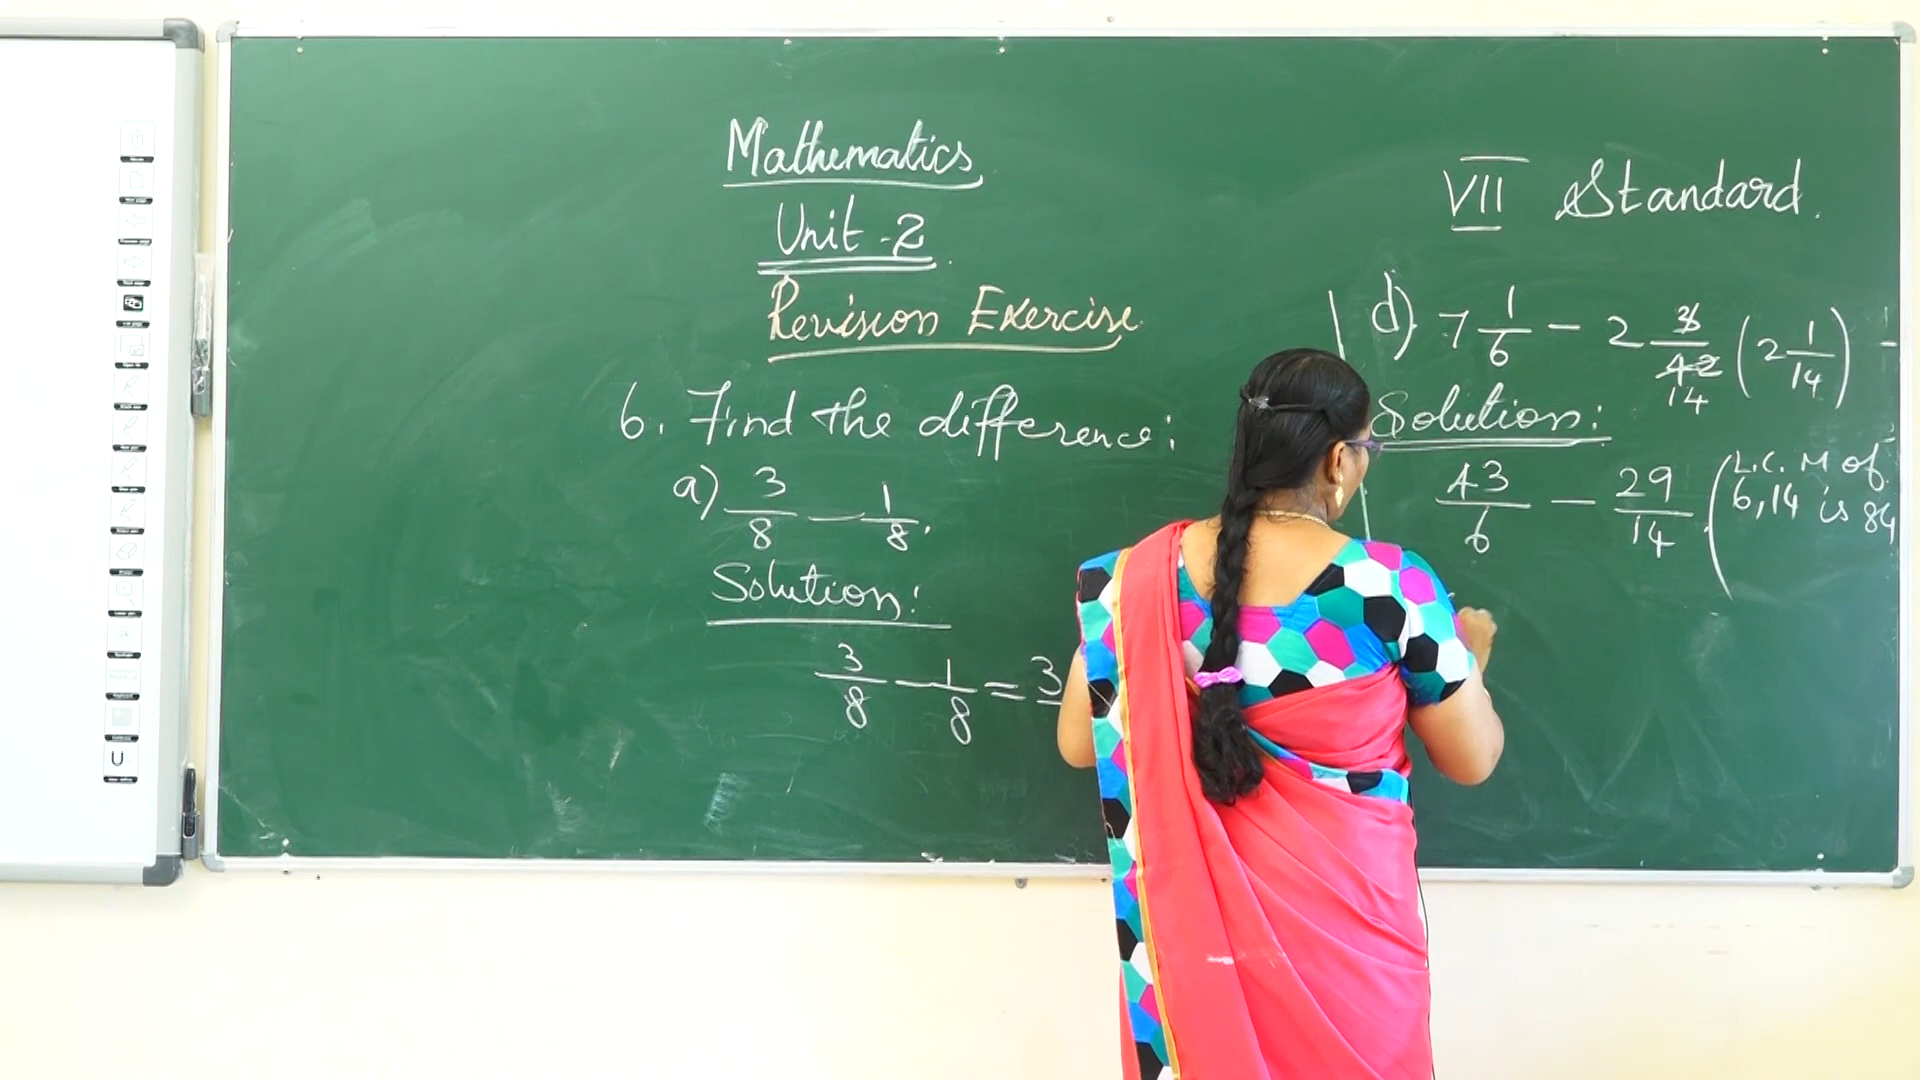 Mathematics
Unit - 2
Revision Exercise
6. Find the difference:
a) 3/8 - 1/8.
Solution:
3/8 - 1/8 = 3
VII Standard.
d) 7 1/6 - 2 3/42 14 (2 1/14) -
Solution:
43/6 - 29/14 (L.C.M of
6,14 is 84